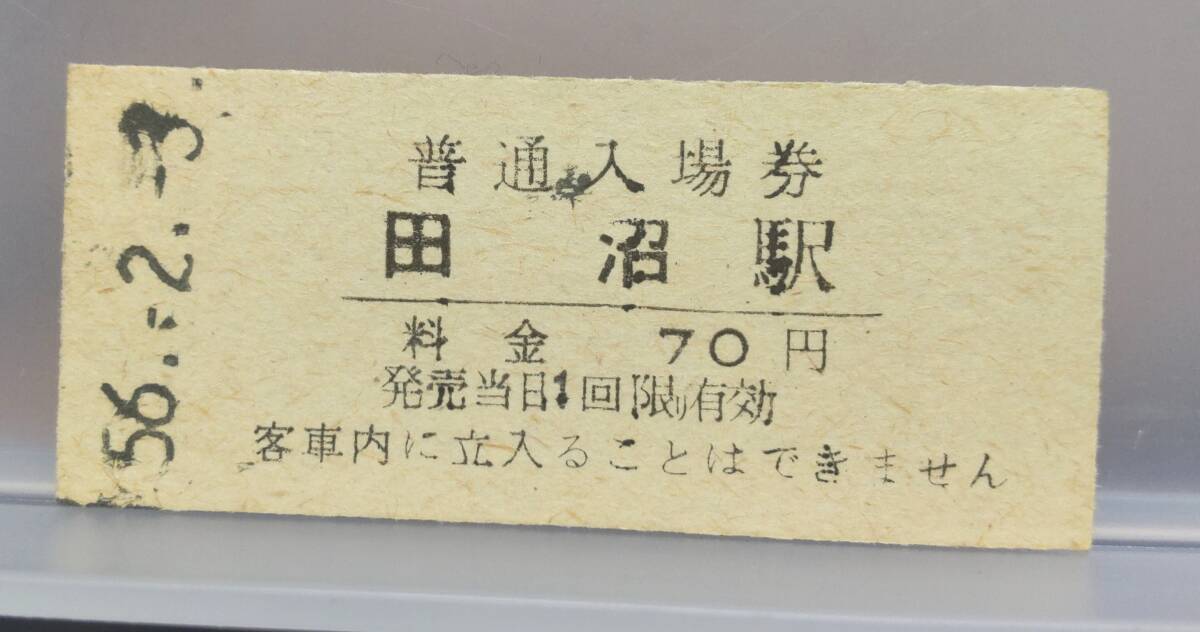 56.-2.-3.
普通入場券
田沼駅
料金 70円
発売当日1回限り有効
客車内に立入ることはできません